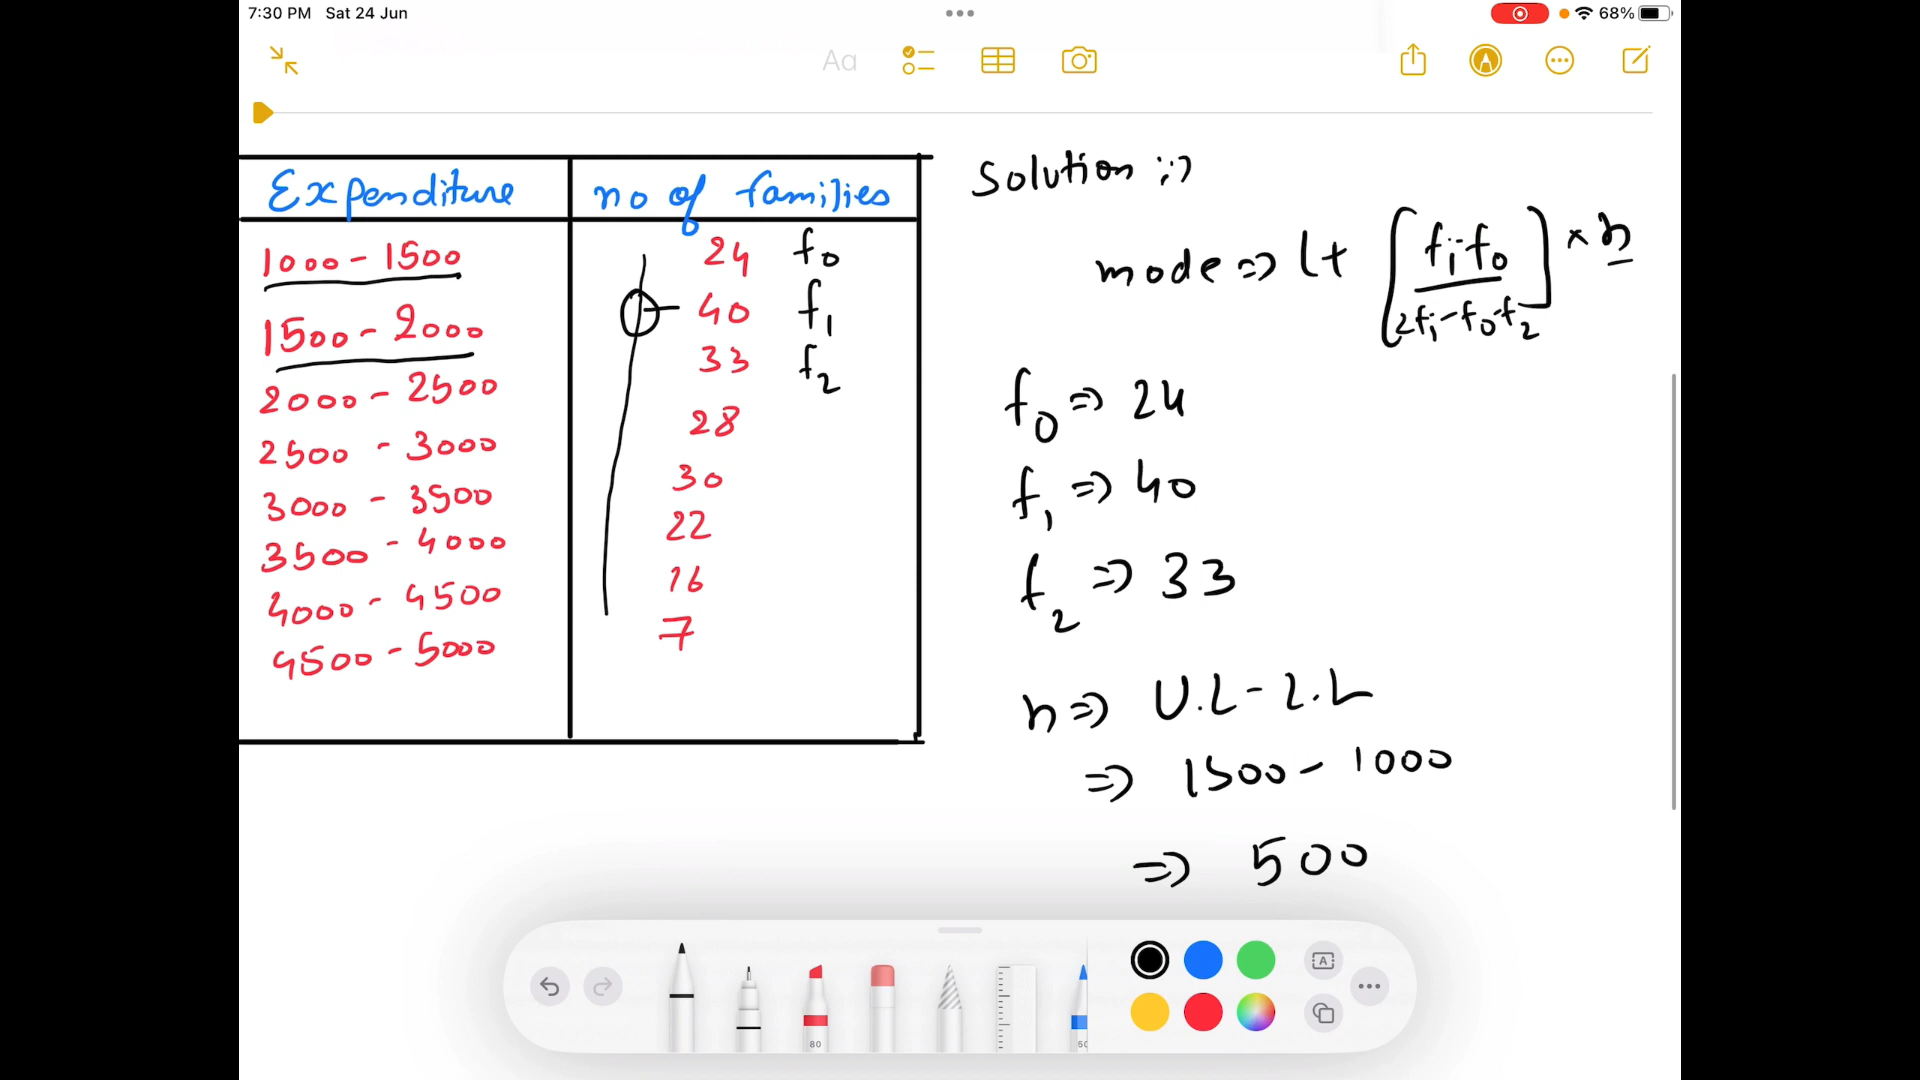 7:30 PM Sat 24 Jun
68%
Aa
Expenditure no of families
1000 - 1500 24 f0
1500 - 2000 40 f1
2000 - 2500 33 f2
2500 - 3000 28
3000 - 3500 30
3500 - 4000 22
4000 - 4500 16
4500 - 5000 7
Solution :;)
mode => l + [f1-f0 / 2f1-f0-f2] × h
f0 => 24
f1 => 40
f2 => 33
h => U.L - L.L
=> 1500 - 1000
=> 500
A
80
50